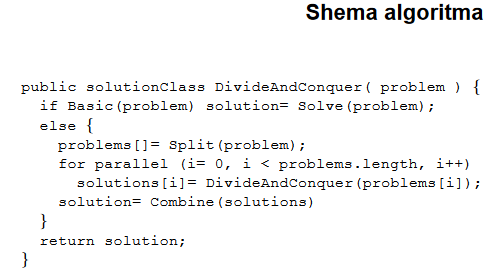 Shema algoritma
public solutionClass DivideAndConquer( problem ) {
if Basic(problem) solution= Solve(problem);
else {
problems[]= Split(problem);
for parallel (i= 0, i < problems.length, i++)
solutions[i]= DivideAndConquer(problems[i]);
solution= Combine(solutions)
}
return solution;
}